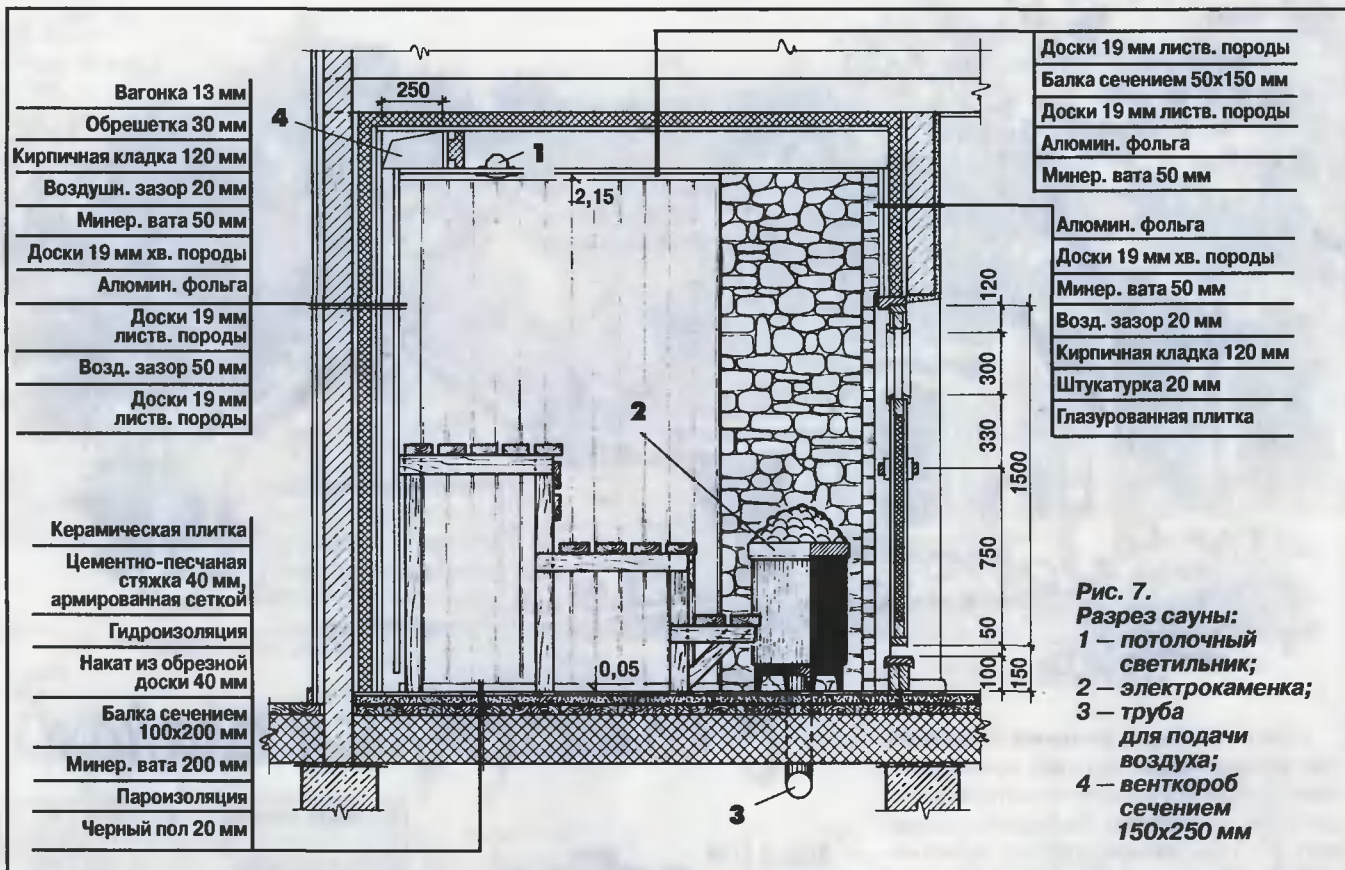 Вагонка 13 мм
Обрешетка 30 мм
Кирпичная кладка 120 мм
Воздушн. зазор 20 мм
Минер. вата 50 мм
Доски 19 мм хв. породы
Алюмин. фольга
Доски 19 мм
листв. породы
Возд. зазор 50 мм
Доски 19 мм
листв. породы
Керамическая плитка
Цементно-песчаная
стяжка 40 мм,
армированная сеткой
Гидроизоляция
Накат из обрезной
доски 40 мм
Балка сечением
100х200 мм
Минер. вата 200 мм
Пароизоляция
Черный пол 20 мм
250
4
1
2,15
2
0,05
3
Доски 19 мм листв. породы
Балка сечением 50х150 мм
Доски 19 мм листв. породы
Алюмин. фольга
Минер. вата 50 мм
Алюмин. фольга
Доски 19 мм хв. породы
Минер. вата 50 мм
Возд. зазор 20 мм
Кирпичная кладка 120 мм
Штукатурка 20 мм
Глазурованная плитка
120
300
330
750
50
100
1500
150
Рис. 7.
Разрез сауны:
1 – потолочный
светильник;
2 – электрокаменка;
3 – труба
для подачи
воздуха;
4 – венткороб
сечением
150х250 мм